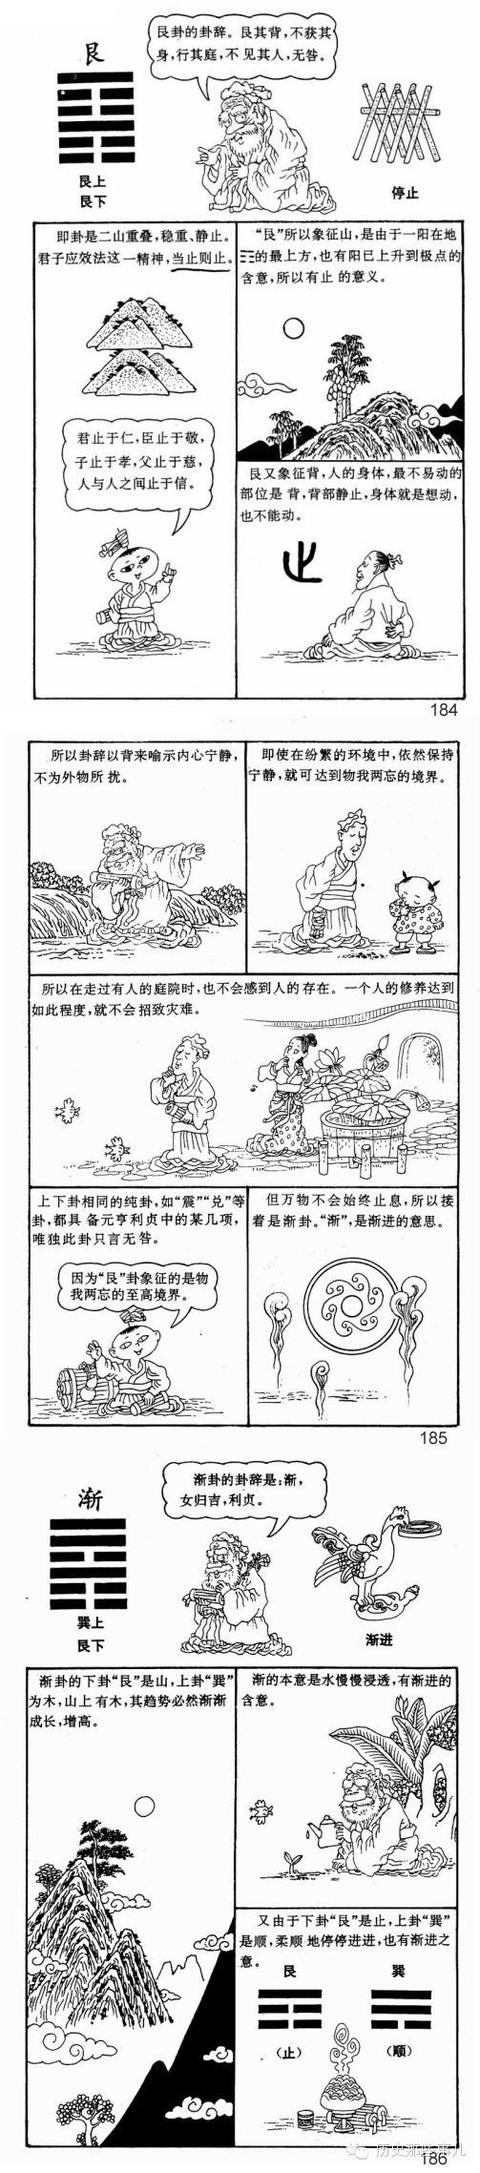 艮
艮上
艮下
艮卦的卦辞。艮其背，不获其
身，行其庭，不见其人，无咎。
停止
即卦是二山重叠，稳重、静止。
君子应效法这一精神，当止则止。
君止于仁，臣止于敬，
子止于孝，父止于慈，
人与人之间止于信。
“艮”所以象征山，是由于一阳在地
☷的最上方，也有阳已上升到极点的
含意，所以有止的意义。
艮又象征背，人的身体，最不易动的
部位是背，背部静止，身体就是想动，
也不能动。
止
184
所以卦辞以背来喻示内心宁静，
不为外物所扰。
即使在纷繁的环境中，依然保持
宁静，就可达到物我两忘的境界。
所以在走过有人的庭院时，也不会感到人的存在。一个人的修养达到
如此程度，就不会招致灾难。
上下卦相同的纯卦，如“震”“兑”等
卦，都具备元亨利贞中的某几项，
唯独此卦只言无咎。
因为“艮”卦象征的是物
我两忘的至高境界。
但万物不会始终止息，所以接
着是渐卦。“渐”，是渐进的意思。
185
渐
巽上
艮下
渐卦的卦辞是：渐，
女归吉，利贞。
渐进
渐卦的下卦“艮”是山，上卦“巽”
为木，山上有木，其趋势必然渐渐
成长，增高。
渐的本意是水慢慢浸透，有渐进的
含意。
又由于下卦“艮”是止，上卦“巽”
是顺，柔顺地停停进进，也有渐进之
意。
艮
巽
（止）
（顺）
历史那些事儿
186